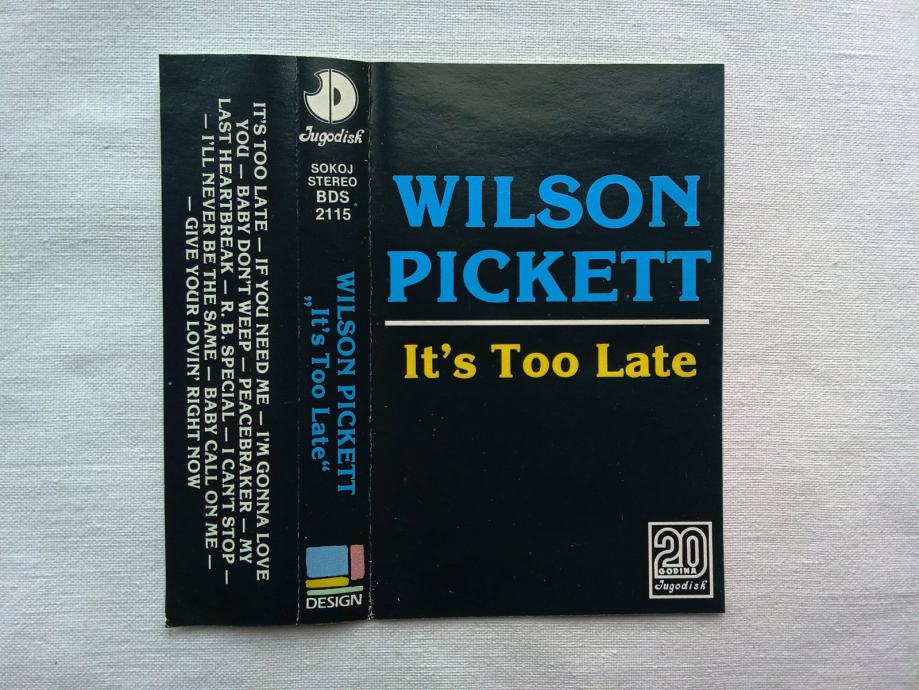 IT'S TOO LATE — IF YOU NEED ME — I'M GONNA LOVE
YOU — BABY DON'T WEEP — PEACEBRAKER — MY
LAST HEARTBREAK — R. B. SPECIAL — I CAN'T STOP —
— I'LL NEVER BE THE SAME — BABY CALL ON ME —
— GIVE YOUR LOVIN' RIGHT NOW
Jugodisk
SOKOJ
STEREO
BDS
2115
WILSON PICKETT
„It's Too Late“
DESIGN
WILSON
PICKETT
It's Too Late
20
GODINA
Jugodisk